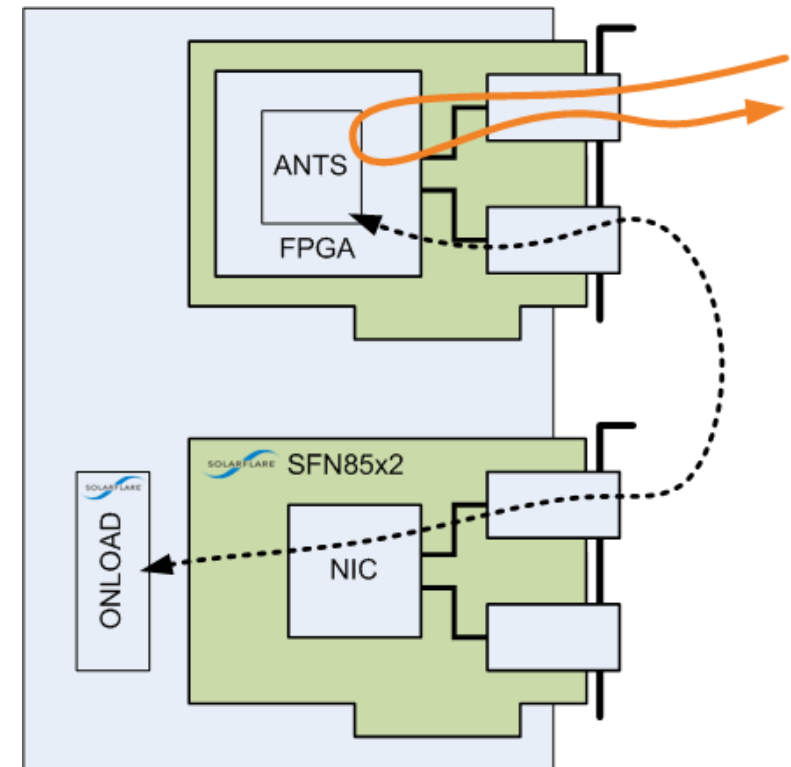 ANTS
FPGA
SOLARFLARE SFN85x2
SOLARFLARE
ONLOAD
NIC